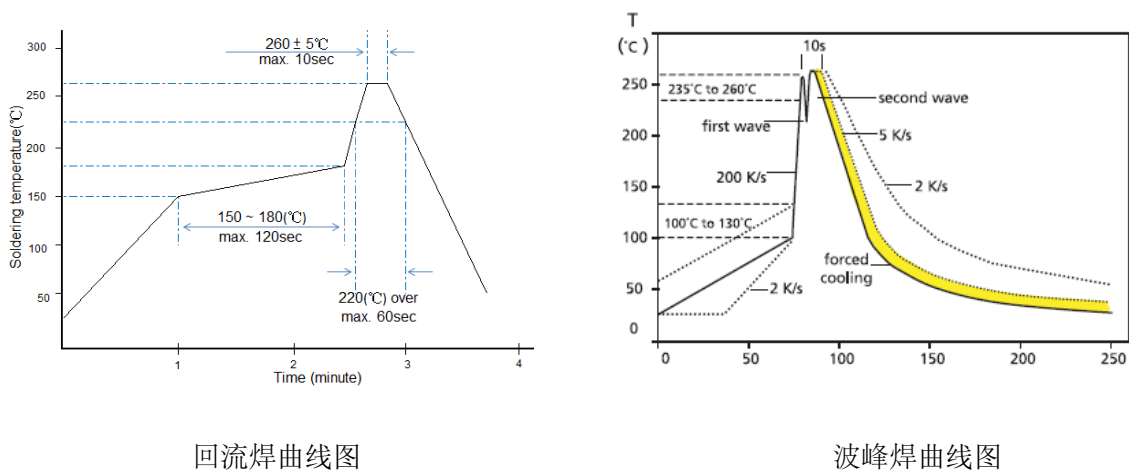 300
250
200
150
100
50
Soldering temperature(℃)
260 ± 5℃
max. 10sec
150 ~ 180(℃)
max. 120sec
220(℃) over
max. 60sec
1
2
3
4
Time (minute)
回流焊曲线图
T
(℃)
250
200
150
100
50
0
10s
235℃ to 260℃
second wave
first wave
5 K/s
200 K/s
2 K/s
100℃ to 130℃
forced
cooling
2 K/s
0
50
100
150
200
250
波峰焊曲线图